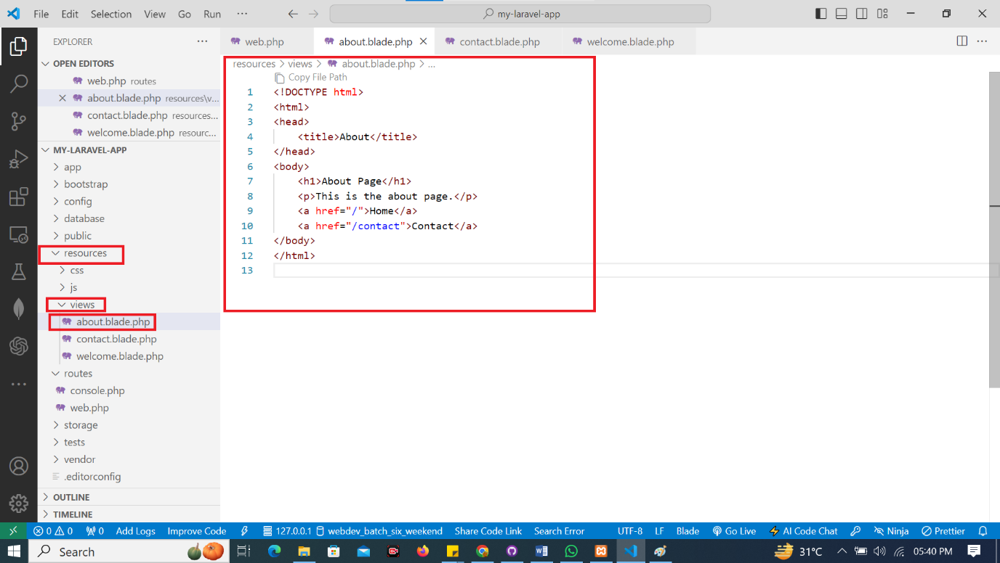 File Edit Selection View Go Run ··· my-laravel-app
EXPLORER ···
OPEN EDITORS
web.php routes
about.blade.php resources\v...
contact.blade.php resources...
welcome.blade.php resourc...
MY-LARAVEL-APP
app
bootstrap
config
database
public
resources
css
js
views
about.blade.php
contact.blade.php
welcome.blade.php
routes
console.php
web.php
storage
tests
vendor
.editorconfig
OUTLINE
TIMELINE
web.php about.blade.php contact.blade.php welcome.blade.php
resources > views > about.blade.php > ...
Copy File Path
1 <!DOCTYPE html>
2 <html>
3 <head>
4 <title>About</title>
5 </head>
6 <body>
7 <h1>About Page</h1>
8 <p>This is the about page.</p>
9 <a href="/">Home</a>
10 <a href="/contact">Contact</a>
11 </body>
12 </html>
13
0 0 0 Add Logs Improve Code 127.0.0.1 webdev_batch_six_weekend Share Code Link Search Error UTF-8 LF Blade Go Live AI Code Chat Ninja Prettier
Search 31°C 05:40 PM